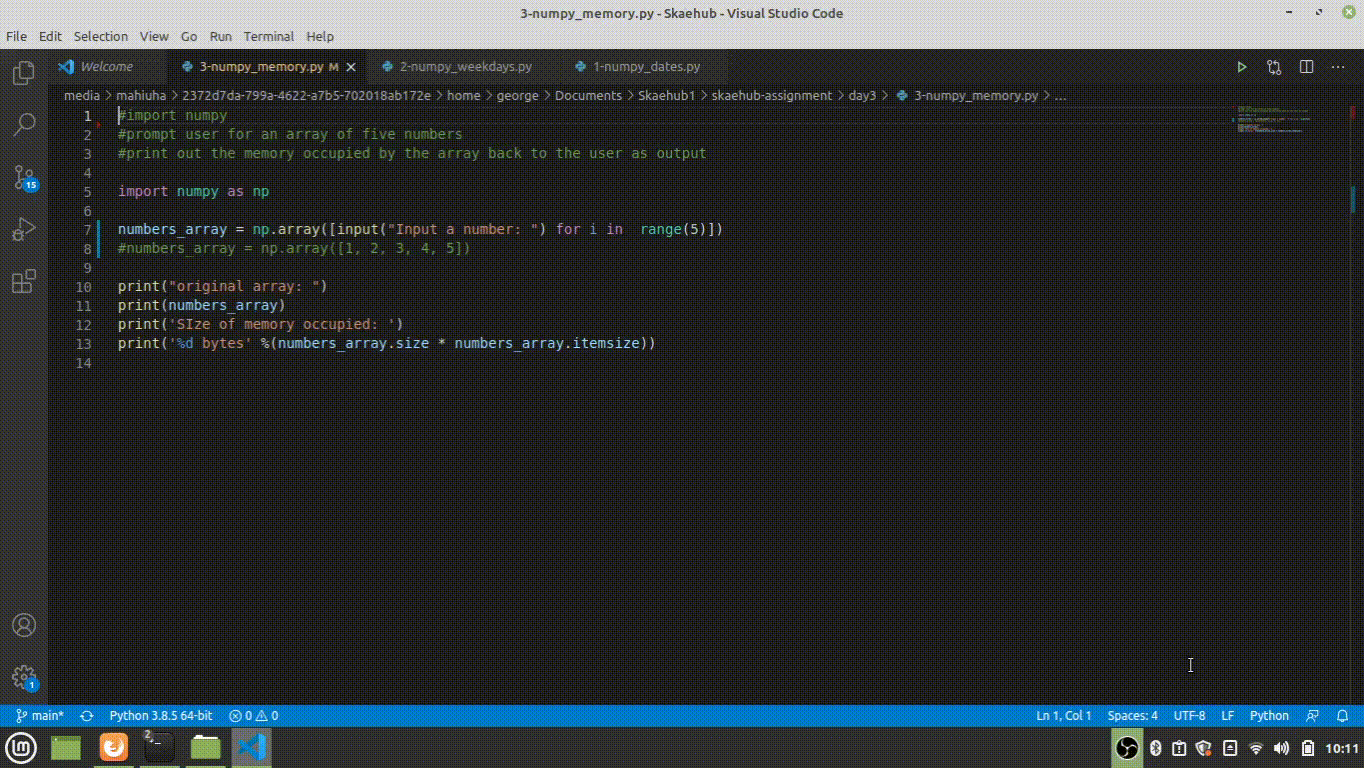 3-numpy_memory.py - Skaehub - Visual Studio Code
File Edit Selection View Go Run Terminal Help
Welcome 3-numpy_memory.py M 2-numpy_weekdays.py 1-numpy_dates.py
media > mahiuha > 2372d7da-799a-4622-a7b5-702018ab172e > home > george > Documents > Skaehub1 > skaehub-assignment > day3 > 3-numpy_memory.py > ...
1 #import numpy
2 #prompt user for an array of five numbers
3 #print out the memory occupied by the array back to the user as output
4
5 import numpy as np
6
7 numbers_array = np.array([input("Input a number: ") for i in  range(5)])
8 #numbers_array = np.array([1, 2, 3, 4, 5])
9
10 print("original array: ")
11 print(numbers_array)
12 print('SIze of memory occupied: ')
13 print('%d bytes' %(numbers_array.size * numbers_array.itemsize))
14
15
1
main* Python 3.8.5 64-bit 0 0 Ln 1, Col 1 Spaces: 4 UTF-8 LF Python
2 10:11